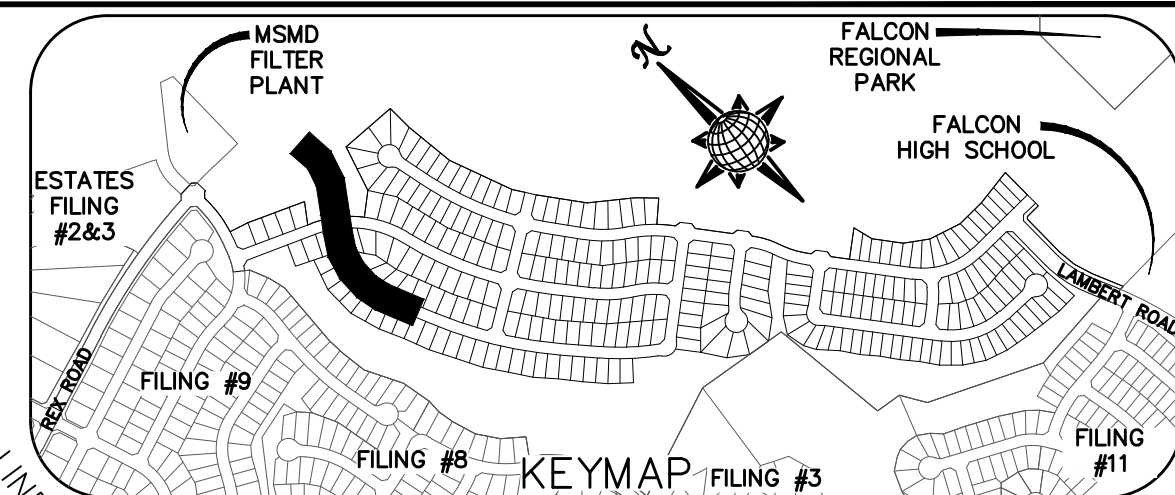 MSMD
FILTER
PLANT
N
FALCON
REGIONAL
PARK
FALCON
HIGH SCHOOL
ESTATES
FILING
#2&3
LAMBERT ROAD
REX ROAD
FILING #9
FILING #8
KEYMAP
FILING #3
FILING
#11